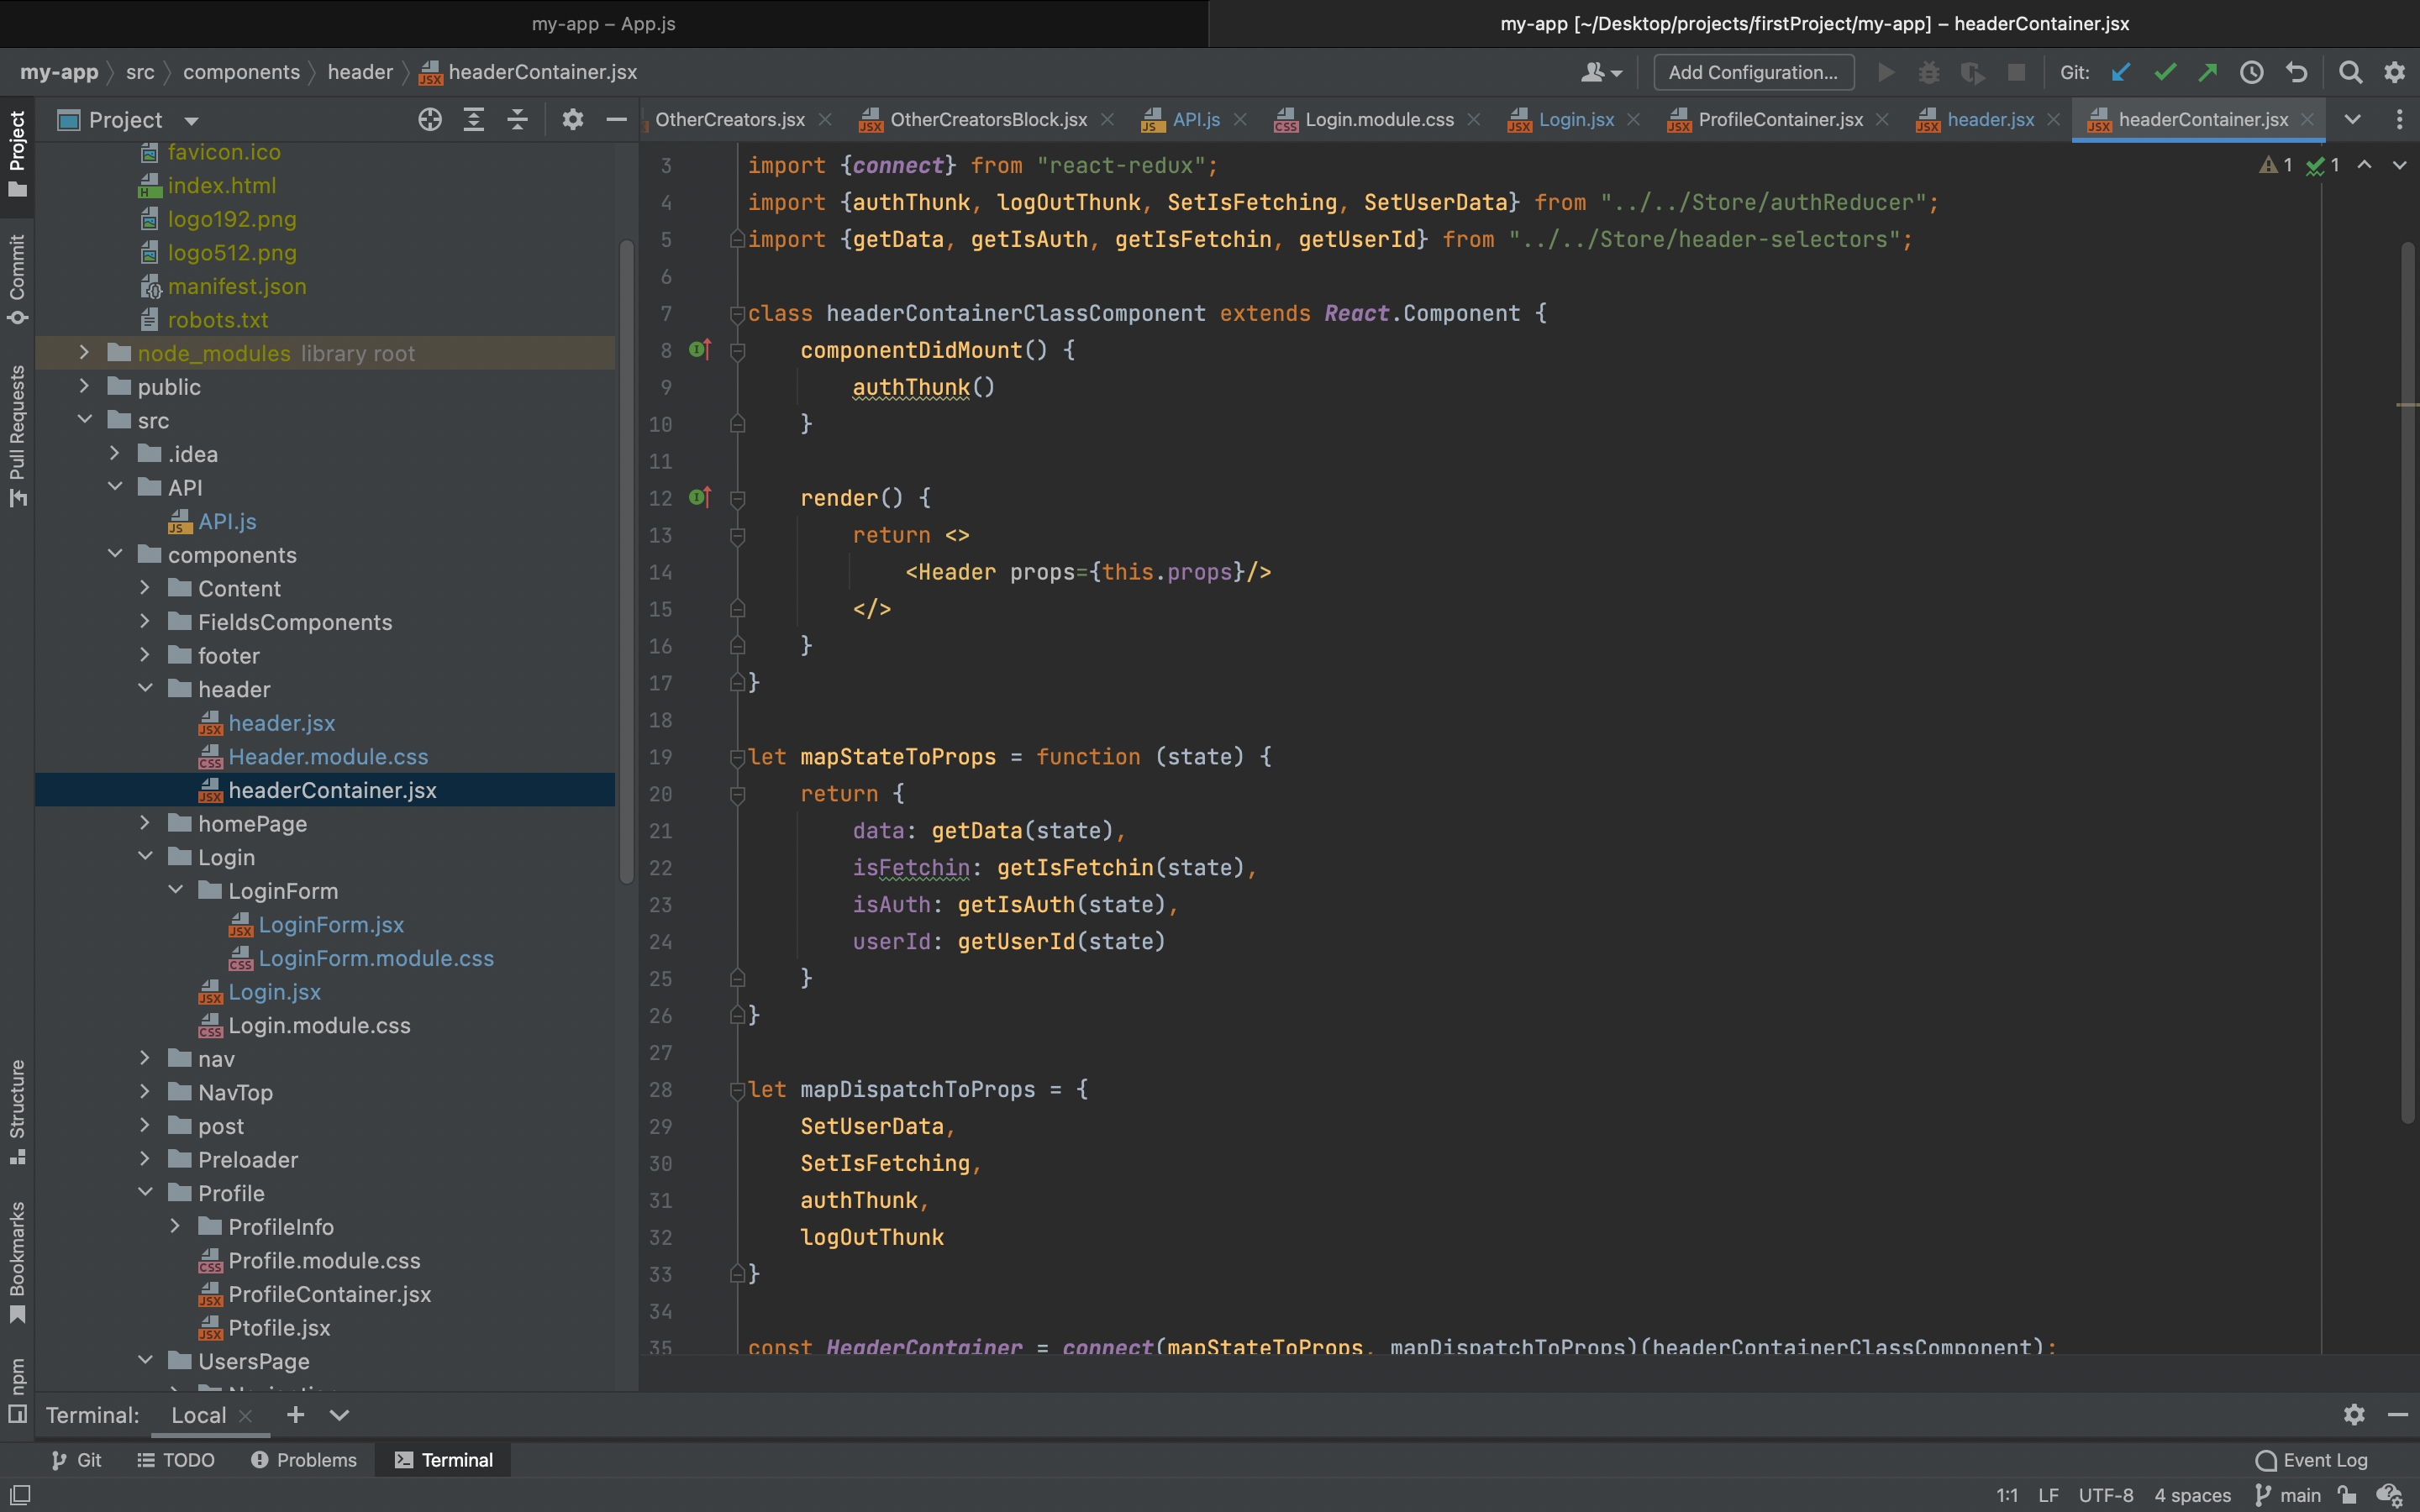 my-app – App.js
my-app [~/Desktop/projects/firstProject/my-app] – headerContainer.jsx
my-app src components header headerContainer.jsx
Add Configuration...
Git:
Project
OtherCreators.jsx
OtherCreatorsBlock.jsx
API.js
Login.module.css
Login.jsx
ProfileContainer.jsx
header.jsx
headerContainer.jsx
Project
Commit
Pull Requests
Structure
Bookmarks
npm
favicon.ico
index.html
logo192.png
logo512.png
manifest.json
robots.txt
node_modules library root
public
src
.idea
API
API.js
components
Content
FieldsComponents
footer
header
header.jsx
Header.module.css
headerContainer.jsx
homePage
Login
LoginForm
LoginForm.jsx
LoginForm.module.css
Login.jsx
Login.module.css
nav
NavTop
post
Preloader
Profile
ProfileInfo
Profile.module.css
ProfileContainer.jsx
Ptofile.jsx
UsersPage
1 1
3 import {connect} from "react-redux";
4 import {authThunk, logOutThunk, SetIsFetching, SetUserData} from "../../Store/authReducer";
5 import {getData, getIsAuth, getIsFetchin, getUserId} from "../../Store/header-selectors";
6
7 class headerContainerClassComponent extends React.Component {
8 componentDidMount() {
9 authThunk()
10 }
11
12 render() {
13 return <>
14 <Header props={this.props}/>
15 </>
16 }
17 }
18
19 let mapStateToProps = function (state) {
20 return {
21 data: getData(state),
22 isFetchin: getIsFetchin(state),
23 isAuth: getIsAuth(state),
24 userId: getUserId(state)
25 }
26 }
27
28 let mapDispatchToProps = {
29 SetUserData,
30 SetIsFetching,
31 authThunk,
32 logOutThunk
33 }
34
35 const HeaderContainer = connect(mapStateToProps, mapDispatchToProps)(headerContainerClassComponent);
Terminal: Local
Git TODO Problems Terminal
Event Log
1:1 LF UTF-8 4 spaces main